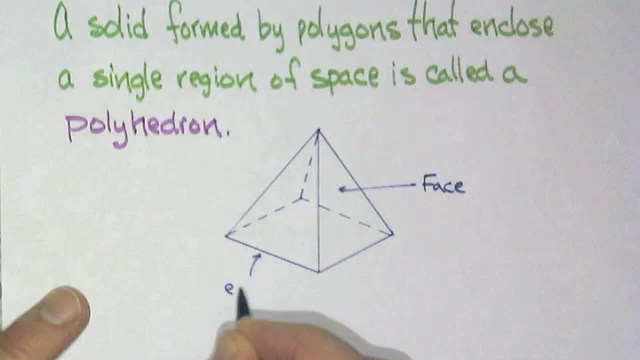 a solid formed by polygons that enclose
a single region of space is called a
polyhedron.
Face
e